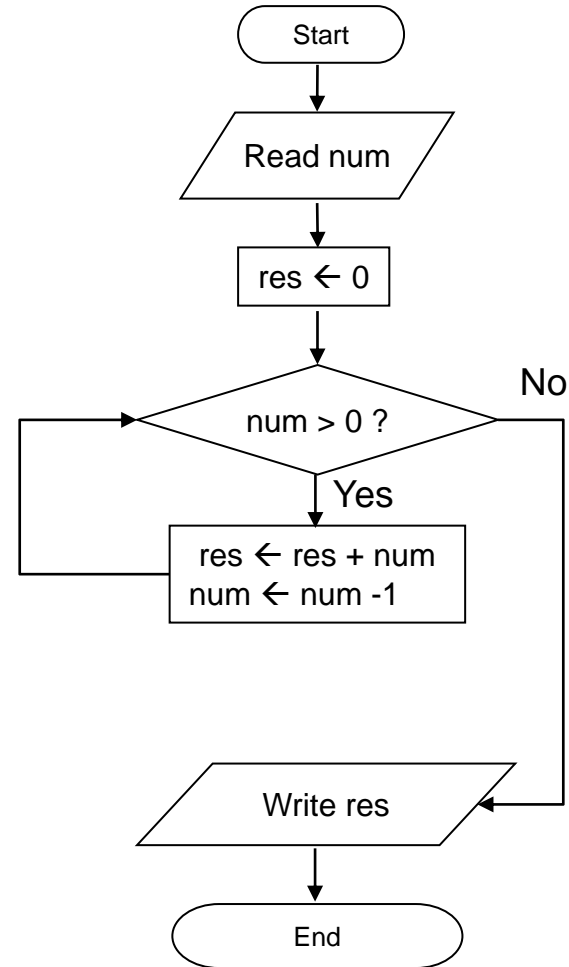 Start
Read num
res ← 0
num > 0 ?
No
Yes
res ← res + num
num ← num -1
Write res
End